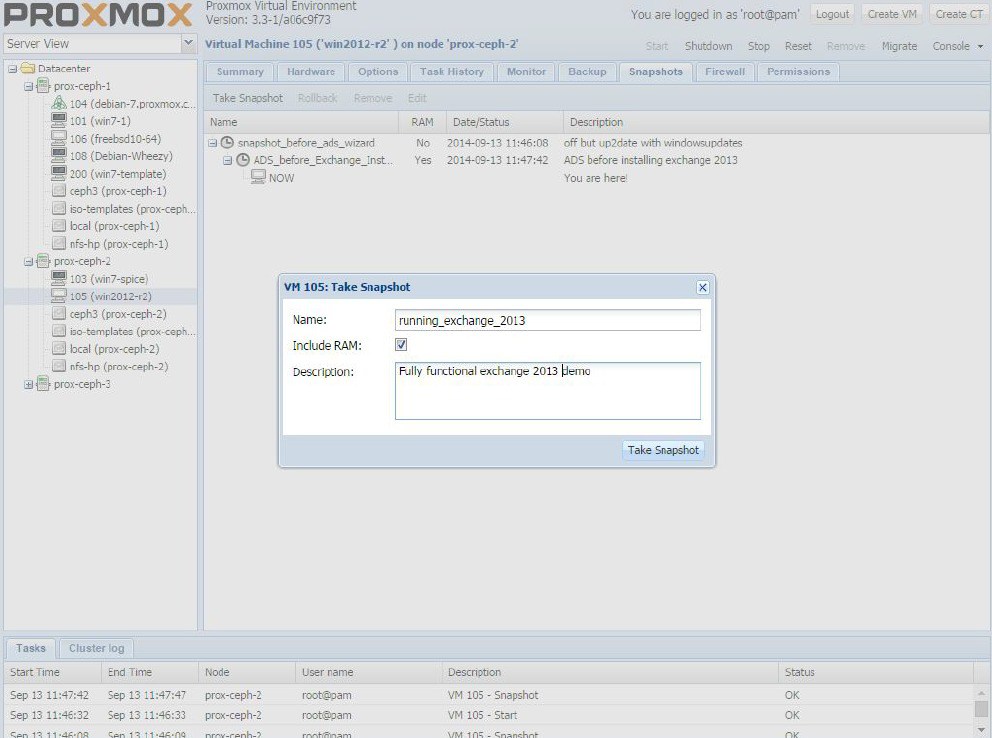 PROXMOX
Proxmox Virtual Environment
Version: 3.3-1/a06c9f73
You are logged in as 'root@pam'
Logout
Create VM
Create CT
Server View
Virtual Machine 105 ('win2012-r2' ) on node 'prox-ceph-2'
Start
Shutdown
Stop
Reset
Remove
Migrate
Console
Datacenter
prox-ceph-1
104 (debian-7.proxmox.c...
101 (win7-1)
106 (freebsd10-64)
108 (Debian-Wheezy)
200 (win7-template)
ceph3 (prox-ceph-1)
iso-templates (prox-ceph...
local (prox-ceph-1)
nfs-hp (prox-ceph-1)
prox-ceph-2
103 (win7-spice)
105 (win2012-r2)
ceph3 (prox-ceph-2)
iso-templates (prox-ceph...
local (prox-ceph-2)
nfs-hp (prox-ceph-2)
prox-ceph-3
Summary
Hardware
Options
Task History
Monitor
Backup
Snapshots
Firewall
Permissions
Take Snapshot
Rollback
Remove
Edit
Name RAM Date/Status Description
snapshot_before_ads_wizard No 2014-09-13 11:46:08 off but up2date with windowsupdates
ADS_before_Exchange_Inst... Yes 2014-09-13 11:47:42 ADS before installing exchange 2013
NOW You are here!
VM 105: Take Snapshot
Name: running_exchange_2013
Include RAM:
Description: Fully functional exchange 2013 demo
Take Snapshot
Tasks
Cluster log
Start Time End Time Node User name Description Status
Sep 13 11:47:42 Sep 13 11:47:47 prox-ceph-2 root@pam VM 105 - Snapshot OK
Sep 13 11:46:32 Sep 13 11:46:33 prox-ceph-2 root@pam VM 105 - Start OK
Sep 13 11:46:08 Sep 13 11:46:09 prox-ceph-2 root@pam VM 105 - Snapshot OK